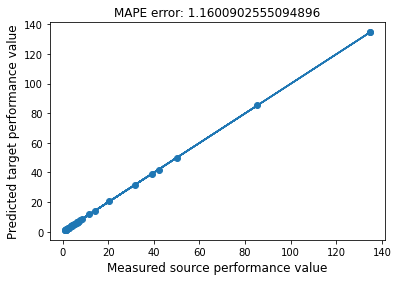 MAPE error: 1.1600902555094896
Predicted target performance value
140
120
100
80
60
40
20
0
0 20 40 60 80 100 120 140
Measured source performance value